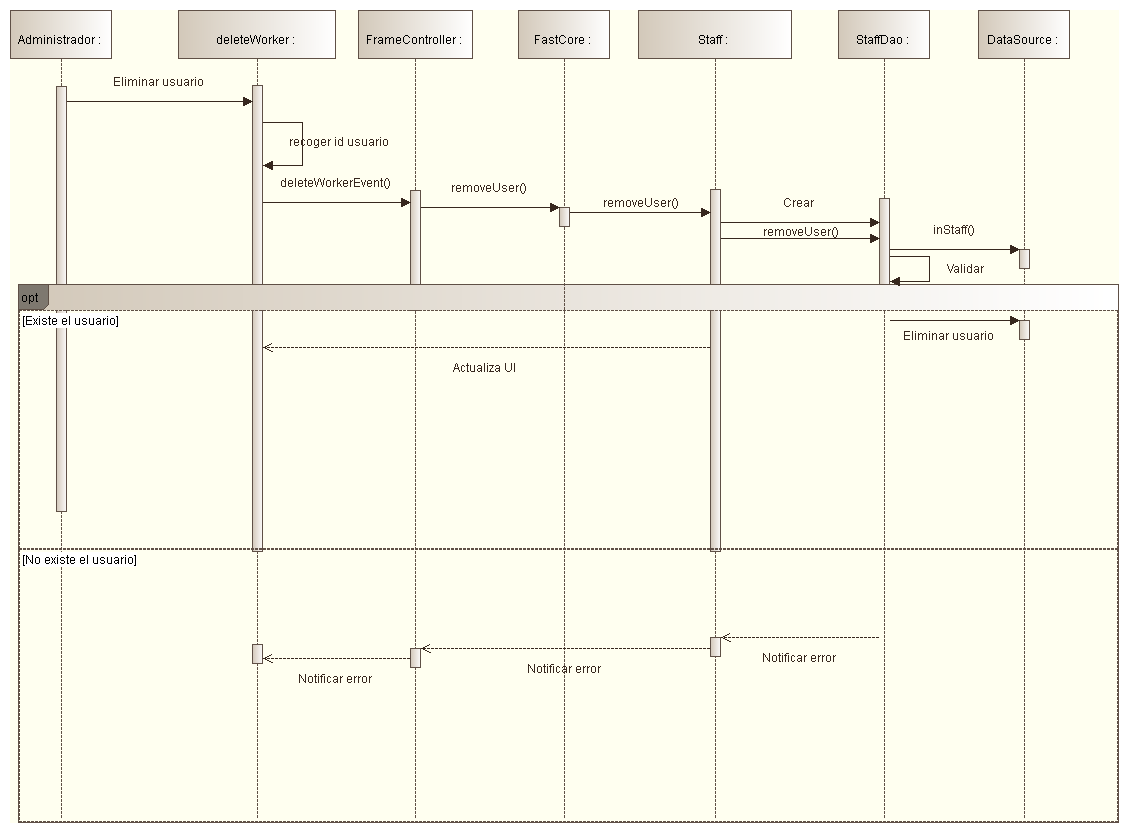 Administrador :
deleteWorker :
FrameController :
FastCore :
Staff :
StaffDao :
DataSource :
Eliminar usuario
recoger id usuario
deleteWorkerEvent()
removeUser()
removeUser()
Crear
removeUser()
inStaff()
Validar
opt
[Existe el usuario]
Eliminar usuario
Actualiza UI
[No existe el usuario]
Notificar error
Notificar error
Notificar error